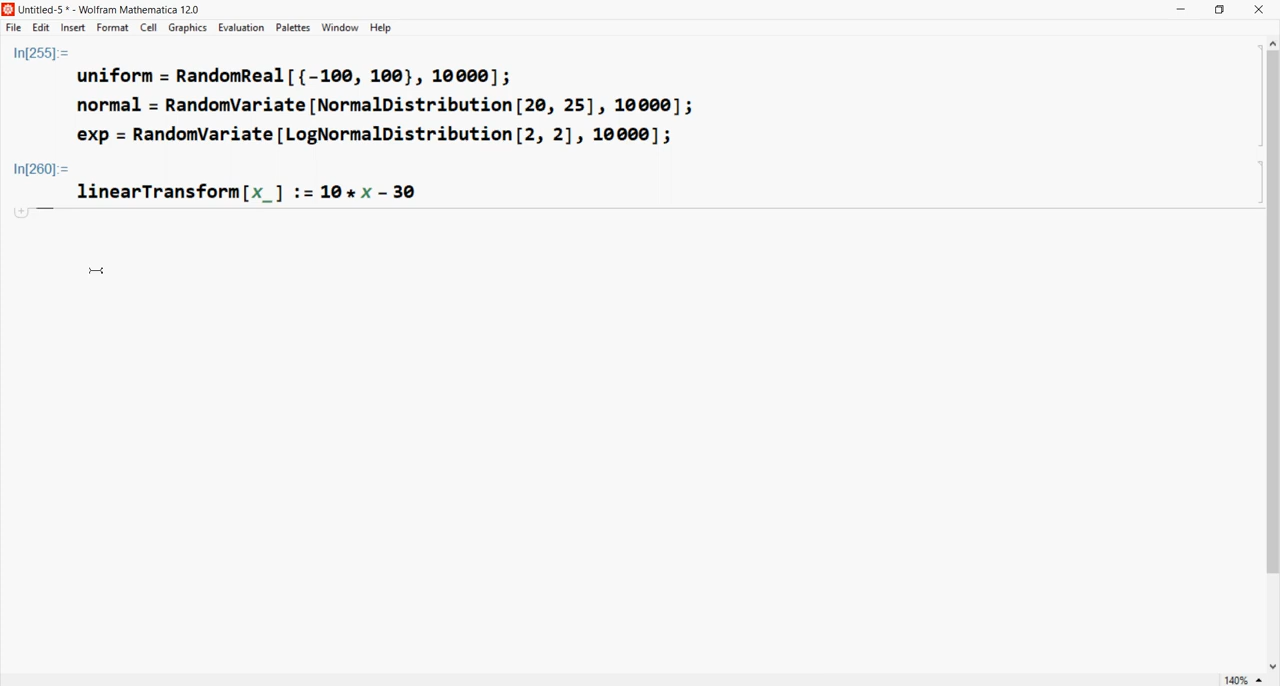 Untitled-5 * - Wolfram Mathematica 12.0
File Edit Insert Format Cell Graphics Evaluation Palettes Window Help
In[255]:=
uniform = RandomReal[{-100, 100}, 10000];
normal = RandomVariate[NormalDistribution[20, 25], 10000];
exp = RandomVariate[LogNormalDistribution[2, 2], 10000];
In[260]:=
linearTransform[x_] := 10 * x - 30
140%